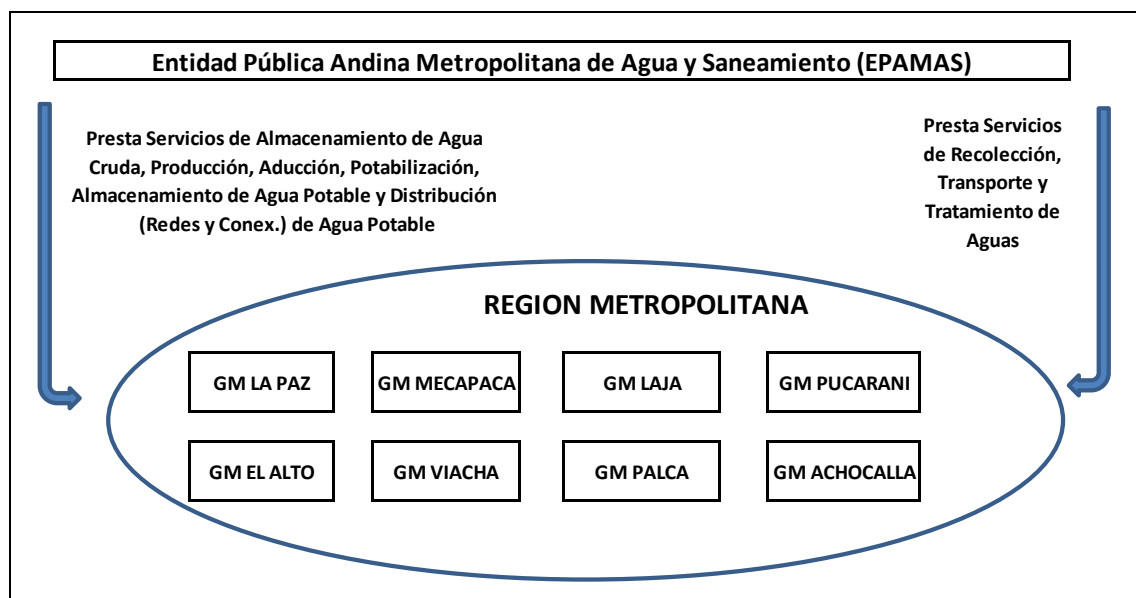 Entidad Pública Andina Metropolitana de Agua y Saneamiento (EPAMAS)
Presta Servicios de Almacenamiento de Agua
Cruda, Producción, Aducción, Potabilización,
Almacenamiento de Agua Potable y Distribución
(Redes y Conex.) de Agua Potable
Presta Servicios
de Recolección,
Transporte y
Tratamiento de
Aguas
REGION METROPOLITANA
GM LA PAZ
GM MECAPACA
GM LAJA
GM PUCARANI
GM EL ALTO
GM VIACHA
GM PALCA
GM ACHOCALLA